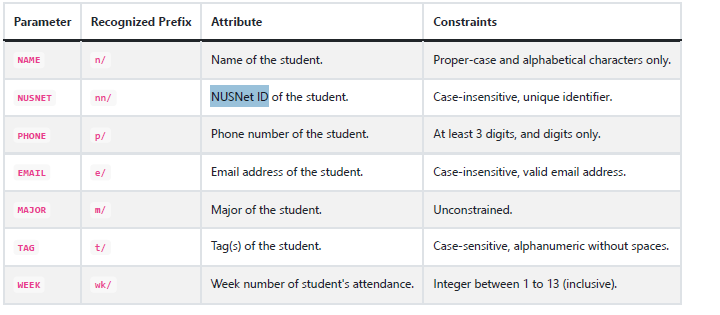 Parameter Recognized Prefix Attribute Constraints
NAME n/ Name of the student. Proper-case and alphabetical characters only.
NUSNET nn/ NUSNet ID of the student. Case-insensitive, unique identifier.
PHONE p/ Phone number of the student. At least 3 digits, and digits only.
EMAIL e/ Email address of the student. Case-insensitive, valid email address.
MAJOR m/ Major of the student. Unconstrained.
TAG t/ Tag(s) of the student. Case-sensitive, alphanumeric without spaces.
WEEK wk/ Week number of student's attendance. Integer between 1 to 13 (inclusive).